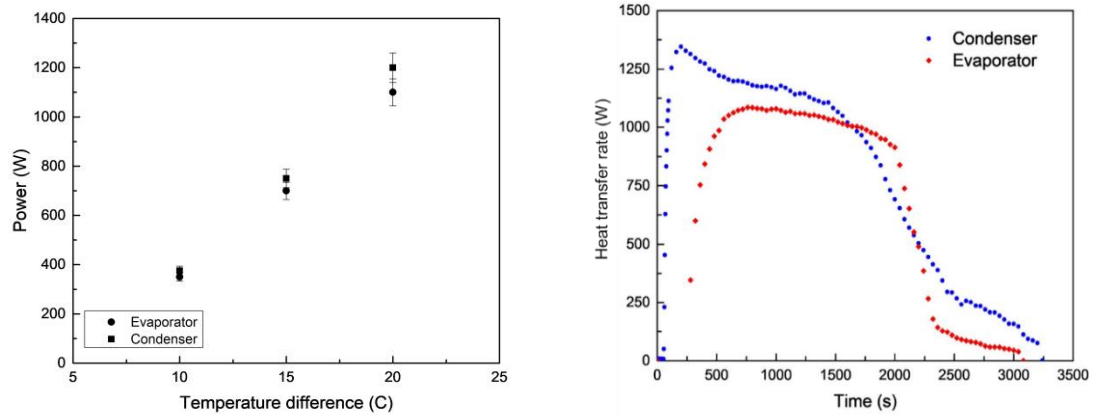 1400
1200
1000
800
600
400
200
0
Power (W)
Evaporator
Condenser
5 10 15 20 25
Temperature difference (C)
1500
1250
1000
750
500
250
0
Heat transfer rate (W)
Condenser
Evaporator
0 500 1000 1500 2000 2500 3000 3500
Time (s)